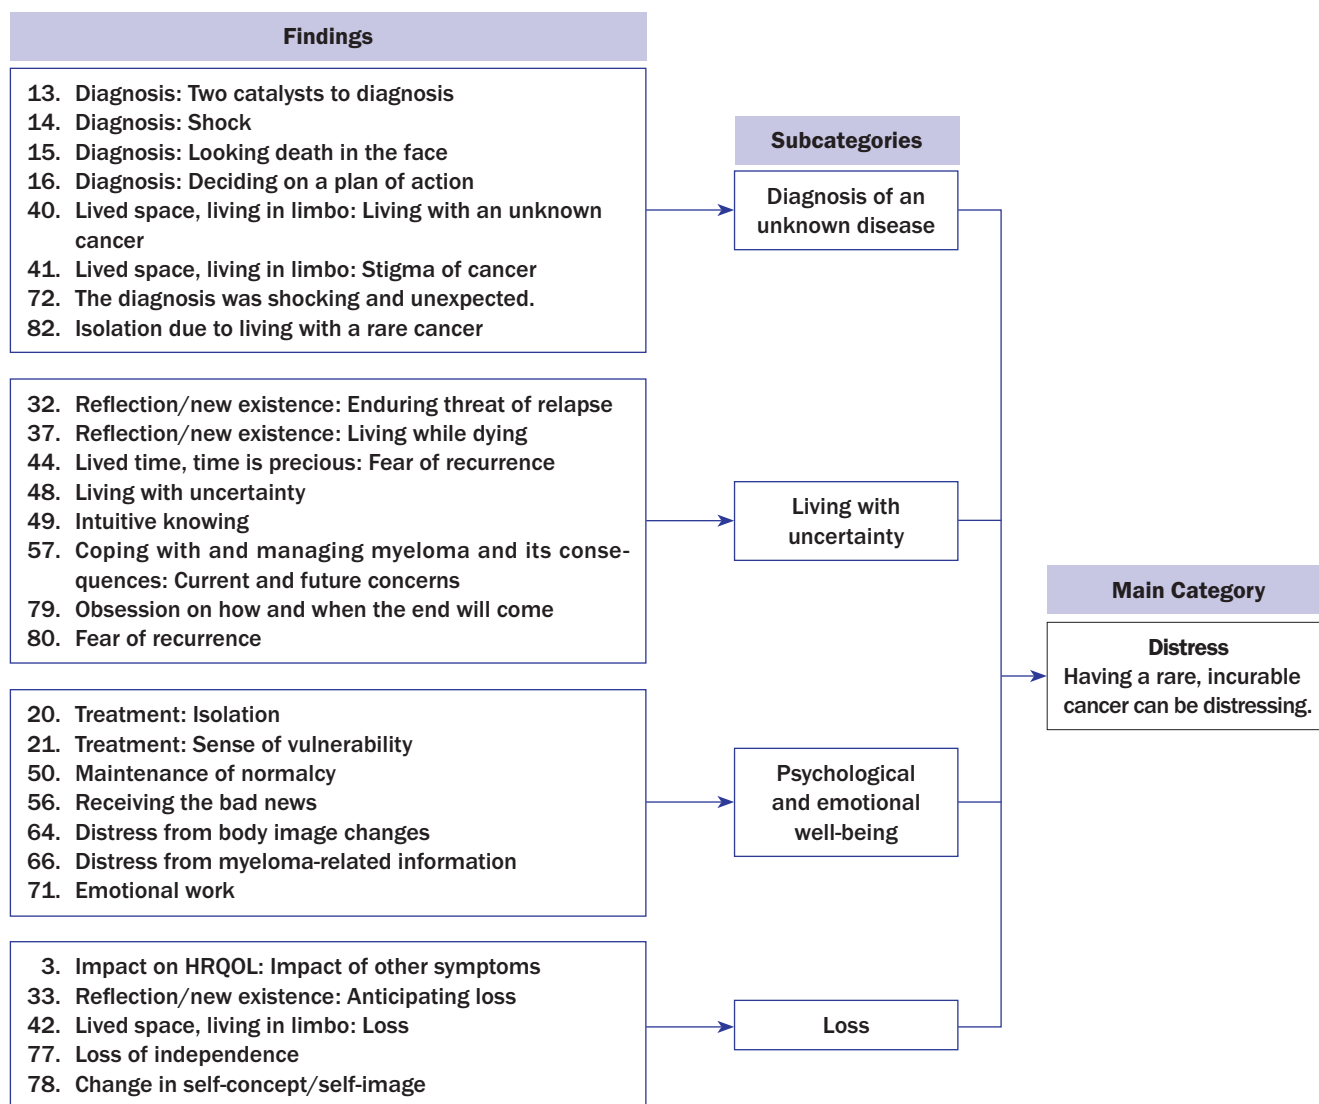 Findings
13. Diagnosis: Two catalysts to diagnosis
14. Diagnosis: Shock
15. Diagnosis: Looking death in the face
16. Diagnosis: Deciding on a plan of action
40. Lived space, living in limbo: Living with an unknown
cancer
41. Lived space, living in limbo: Stigma of cancer
72. The diagnosis was shocking and unexpected.
82. Isolation due to living with a rare cancer
32. Reflection/new existence: Enduring threat of relapse
37. Reflection/new existence: Living while dying
44. Lived time, time is precious: Fear of recurrence
48. Living with uncertainty
49. Intuitive knowing
57. Coping with and managing myeloma and its conse-
quences: Current and future concerns
79. Obsession on how and when the end will come
80. Fear of recurrence
20. Treatment: Isolation
21. Treatment: Sense of vulnerability
50. Maintenance of normalcy
56. Receiving the bad news
64. Distress from body image changes
66. Distress from myeloma-related information
71. Emotional work
3. Impact on HRQOL: Impact of other symptoms
33. Reflection/new existence: Anticipating loss
42. Lived space, living in limbo: Loss
77. Loss of independence
78. Change in self-concept/self-image
Subcategories
Diagnosis of an
unknown disease
Living with
uncertainty
Psychological
and emotional
well-being
Loss
Main Category
Distress
Having a rare, incurable
cancer can be distressing.